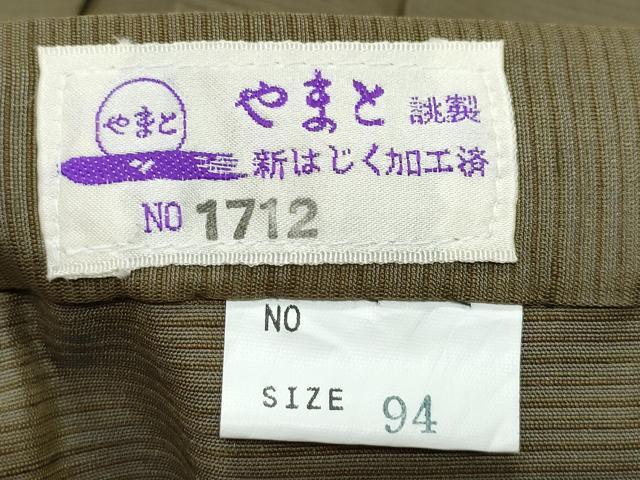 やまと
やまと 誂製
新はじく加工済
NO 1712
NO
SIZE 94